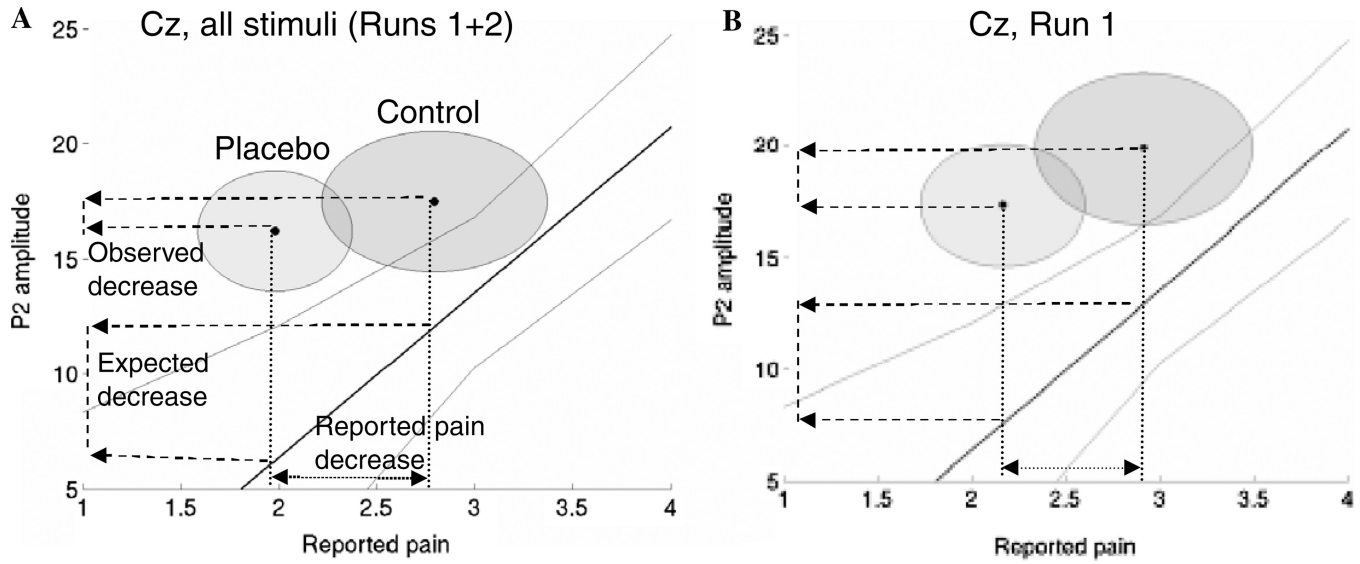 A
Cz, all stimuli (Runs 1+2)
25
20
15
10
5
P2 amplitude
Control
Placebo
Observed
decrease
Expected
decrease
Reported pain
decrease
1
1.5
2
2.5
3
3.5
4
Reported pain
B
Cz, Run 1
25
20
15
10
5
P2 amplitude
1
1.5
2
2.5
3
3.5
4
Reported pain